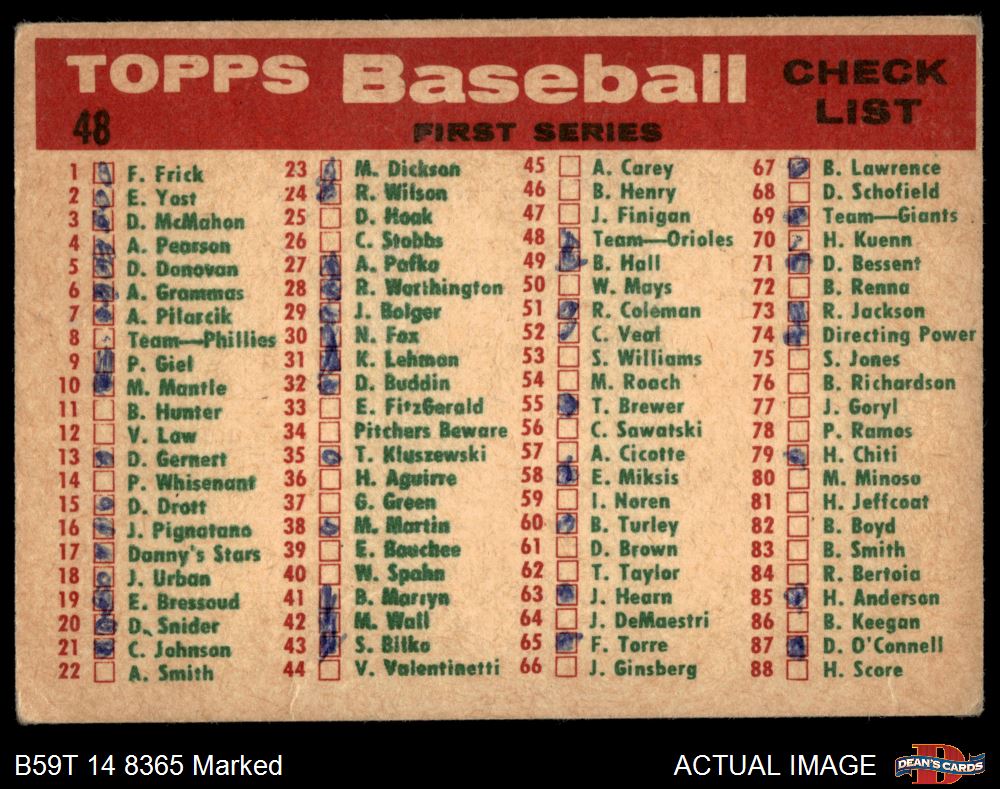 TOPPS Baseball CHECK LIST
48 FIRST SERIES
1 F. Frick
2 E. Yost
3 D. McMahon
4 A. Pearson
5 D. Donovan
6 A. Grammas
7 A. Pilarcik
8 Team—Phillies
9 P. Giel
10 M. Mantle
11 B. Hunter
12 V. Law
13 D. Gernert
14 P. Whisenant
15 D. Drott
16 J. Pignatano
17 Danny's Stars
18 J. Urban
19 E. Bressoud
20 D. Snider
21 C. Johnson
22 A. Smith
23 M. Dickson
24 R. Wilson
25 D. Hoak
26 C. Stobbs
27 A. Pafko
28 R. Worthington
29 J. Bolger
30 N. Fox
31 K. Lehman
32 D. Buddin
33 E. FitzGerald
34 Pitchers Beware
35 T. Kluszewski
36 H. Aguirre
37 G. Green
38 M. Martin
39 E. Bouchee
40 W. Spahn
41 B. Martyn
42 M. Wall
43 S. Bilko
44 V. Valentinetti
45 A. Carey
46 B. Henry
47 J. Finigan
48 Team—Orioles
49 B. Hall
50 W. Mays
51 R. Coleman
52 C. Veal
53 S. Williams
54 M. Roach
55 T. Brewer
56 C. Sawatski
57 A. Cicotte
58 E. Miksis
59 I. Noren
60 B. Turley
61 D. Brown
62 T. Taylor
63 J. Hearn
64 J. DeMaestri
65 F. Torre
66 J. Ginsberg
67 B. Lawrence
68 D. Schofield
69 Team—Giants
70 H. Kuenn
71 D. Bessent
72 B. Renna
73 R. Jackson
74 Directing Power
75 S. Jones
76 B. Richardson
77 J. Goryl
78 P. Ramos
79 H. Chiti
80 M. Minoso
81 H. Jeffcoat
82 B. Boyd
83 B. Smith
84 R. Bertoia
85 H. Anderson
86 B. Keegan
87 D. O'Connell
88 H. Score
B59T 14 8365 Marked
ACTUAL IMAGE
DEAN'S CARDS